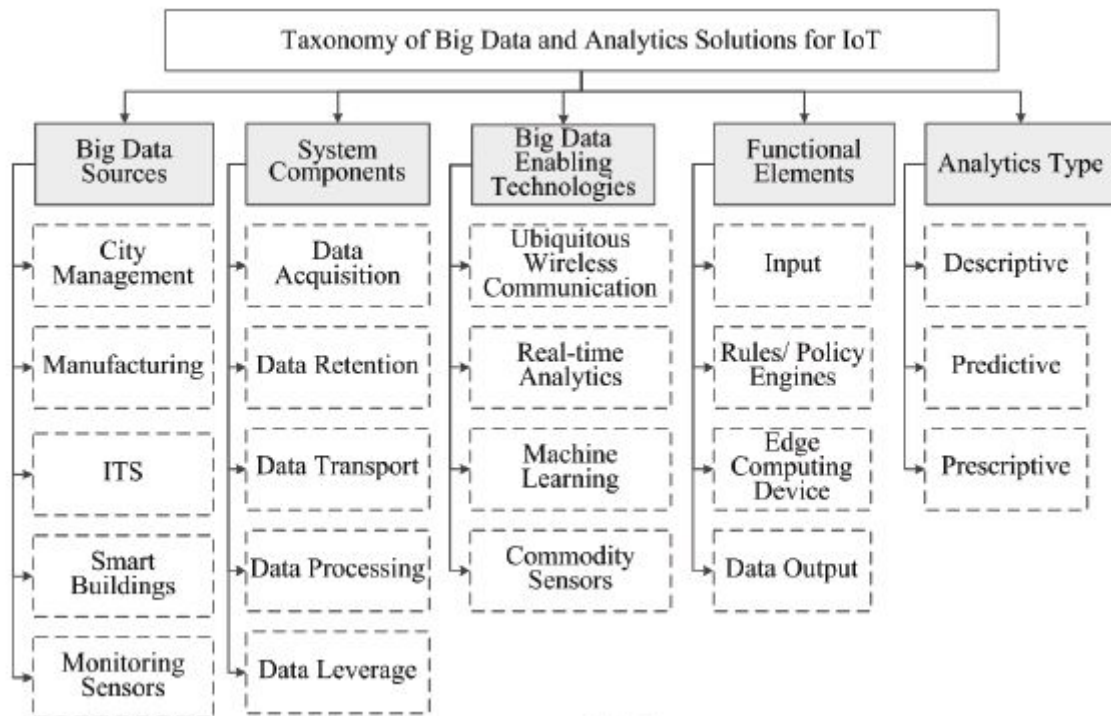 Taxonomy of Big Data and Analytics Solutions for IoT
Big Data
Sources
System
Components
Big Data
Enabling
Technologies
Functional
Elements
Analytics Type
City
Management
Manufacturing
ITS
Smart
Buildings
Monitoring
Sensors
Data
Acquisition
Data Retention
Data Transport
Data Processing
Data Leverage
Ubiquitous
Wireless
Communication
Real-time
Analytics
Machine
Learning
Commodity
Sensors
Input
Rules/ Policy
Engines
Edge
Computing
Device
Data Output
Descriptive
Predictive
Prescriptive